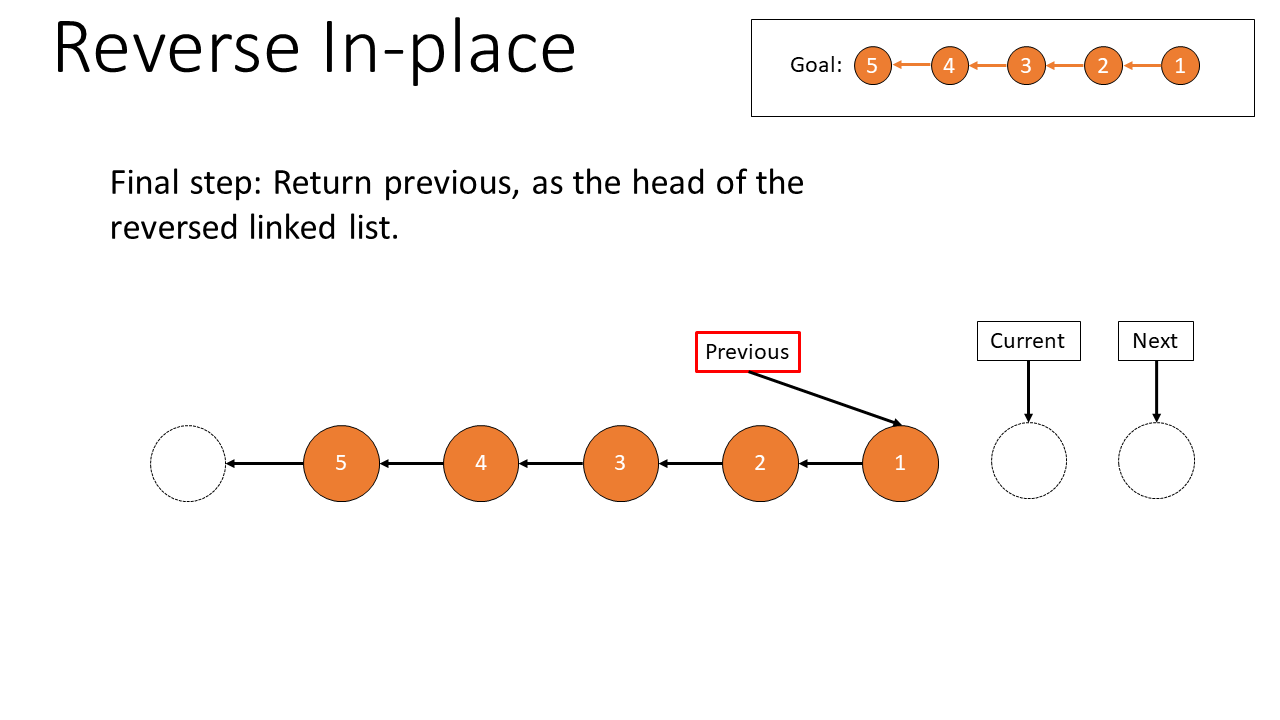 Reverse In-place
Goal: 5 4 3 2 1
Final step: Return previous, as the head of the
reversed linked list.
Previous
Current
Next
5 4 3 2 1